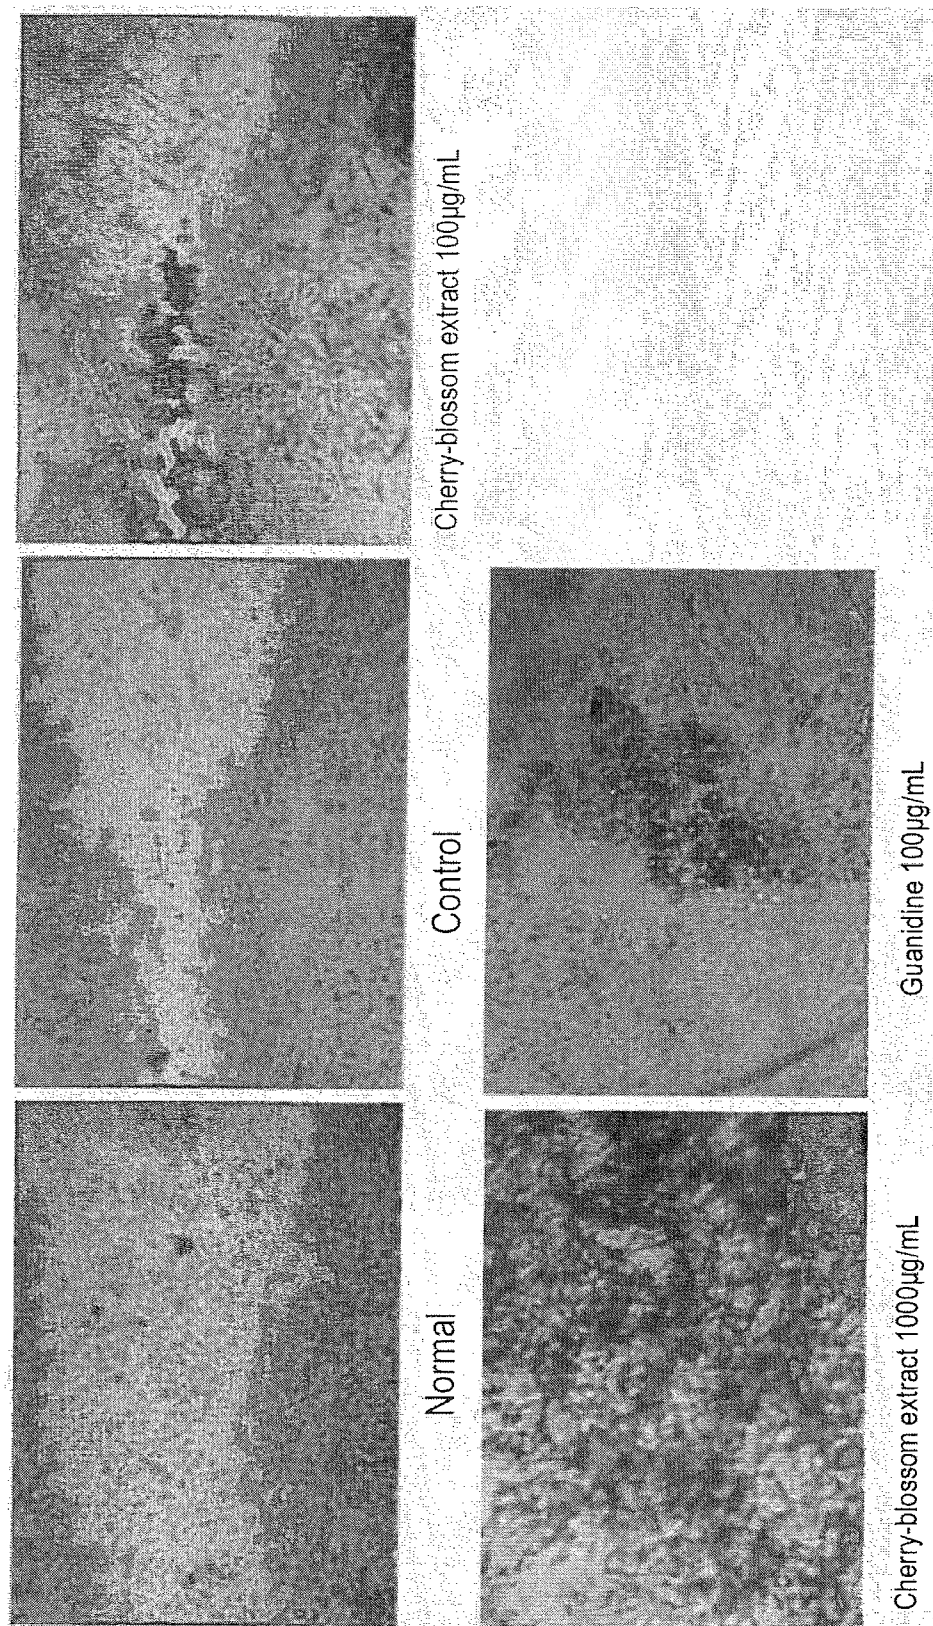 Normal
Control
Cherry-blossom extract 100µg/mL
Cherry-blossom extract 1000µg/mL
Guanidine 100µg/mL